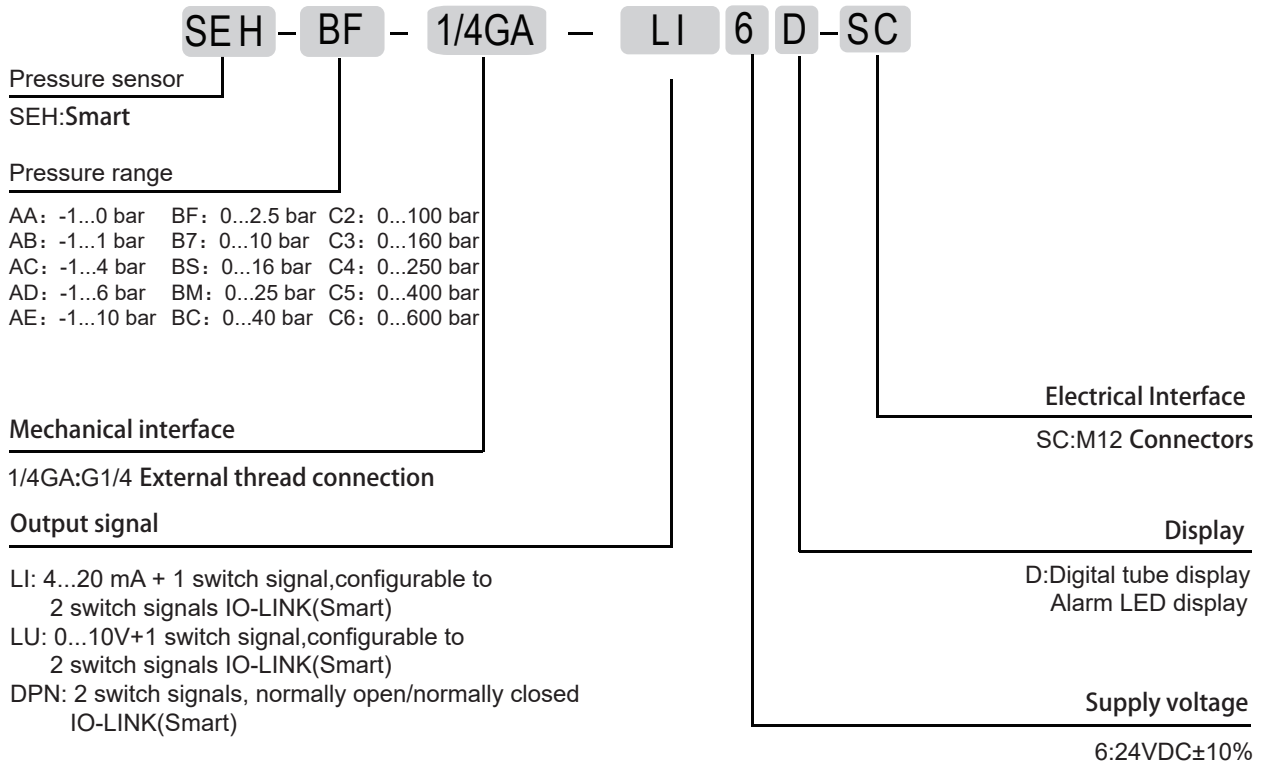 SEH – BF – 1/4GA – LI 6 D – SC
Pressure sensor
SEH:Smart
Pressure range
AA：-1...0 bar BF：0...2.5 bar C2：0...100 bar
AB：-1...1 bar B7：0...10 bar C3：0...160 bar
AC：-1...4 bar BS：0...16 bar C4：0...250 bar
AD：-1...6 bar BM：0...25 bar C5：0...400 bar
AE：-1...10 bar BC：0...40 bar C6：0...600 bar
Mechanical interface
1/4GA:G1/4 External thread connection
Output signal
LI: 4...20 mA + 1 switch signal,configurable to
2 switch signals IO-LINK(Smart)
LU: 0...10V+1 switch signal,configurable to
2 switch signals IO-LINK(Smart)
DPN: 2 switch signals, normally open/normally closed
IO-LINK(Smart)
Electrical Interface
SC:M12 Connectors
Display
D:Digital tube display
Alarm LED display
Supply voltage
6:24VDC±10%